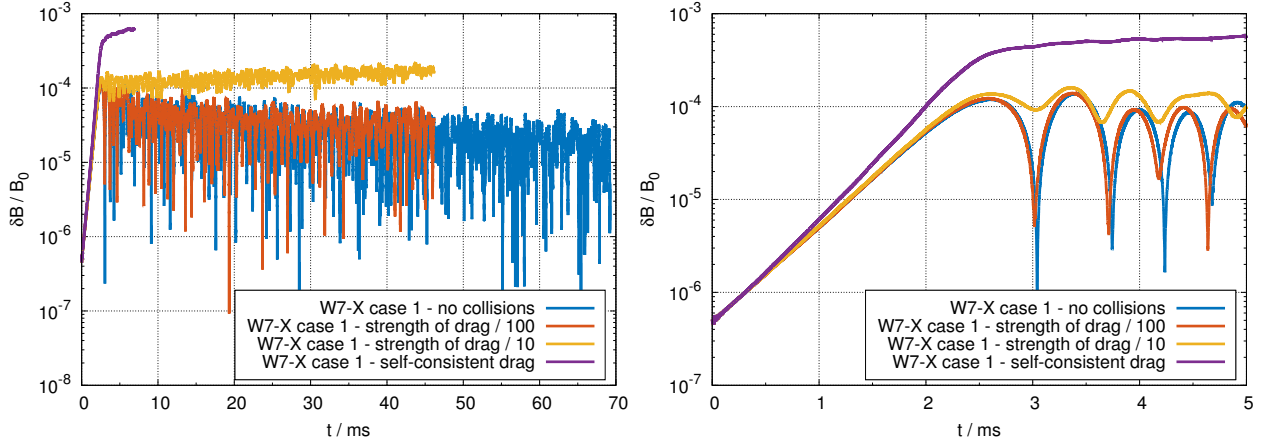 10⁻³
10⁻⁴
10⁻⁵
10⁻⁶
10⁻⁷
10⁻⁸
δB / B₀
0 10 20 30 40 50 60 70
t / ms
W7-X case 1 - no collisions
W7-X case 1 - strength of drag / 100
W7-X case 1 - strength of drag / 10
W7-X case 1 - self-consistent drag
10⁻³
10⁻⁴
10⁻⁵
10⁻⁶
10⁻⁷
δB / B₀
0 1 2 3 4 5
t / ms
W7-X case 1 - no collisions
W7-X case 1 - strength of drag / 100
W7-X case 1 - strength of drag / 10
W7-X case 1 - self-consistent drag